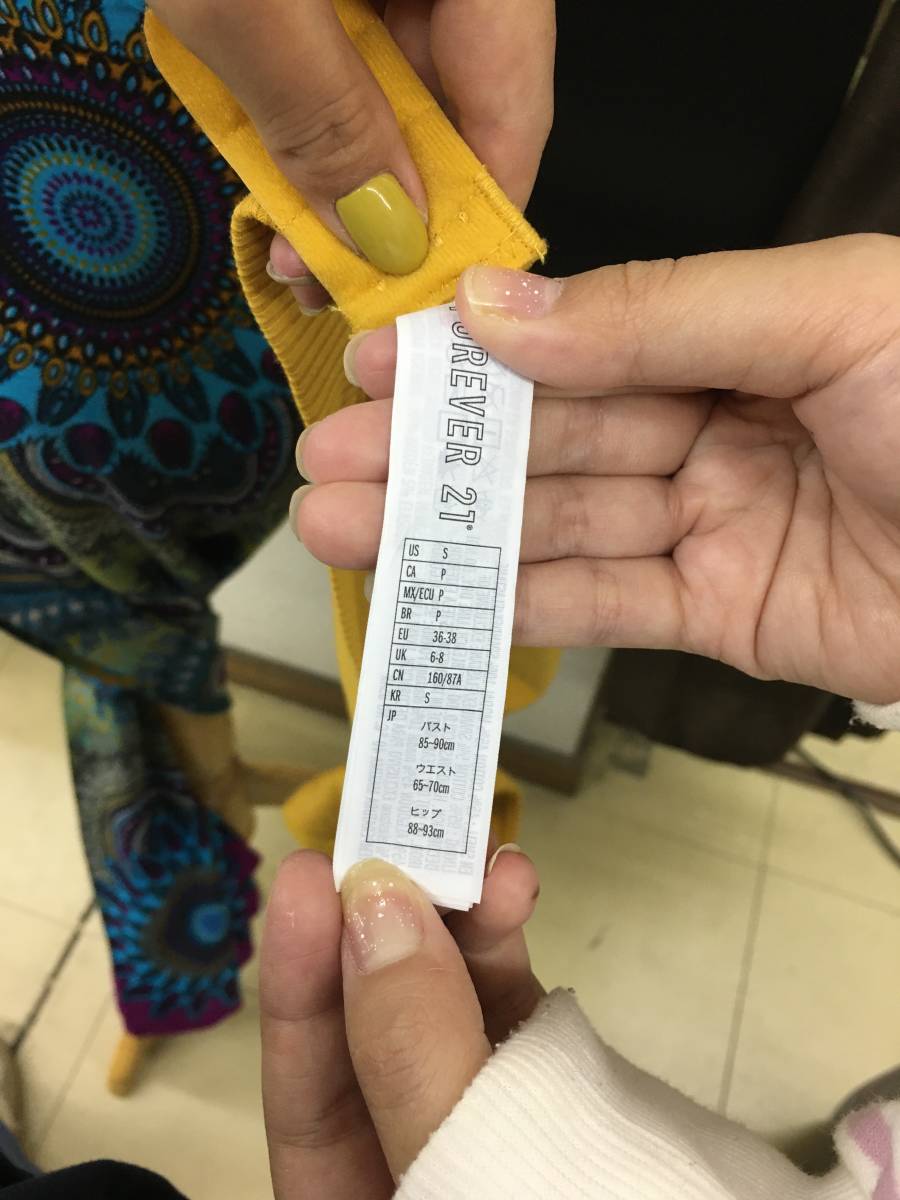 FOREVER 21®
US S
CA P
MX/ECU P
BR P
EU 36-38
UK 6-8
CN 160/87A
KR S
JP
バスト
85~90cm
ウエスト
65~70cm
ヒップ
88~93cm